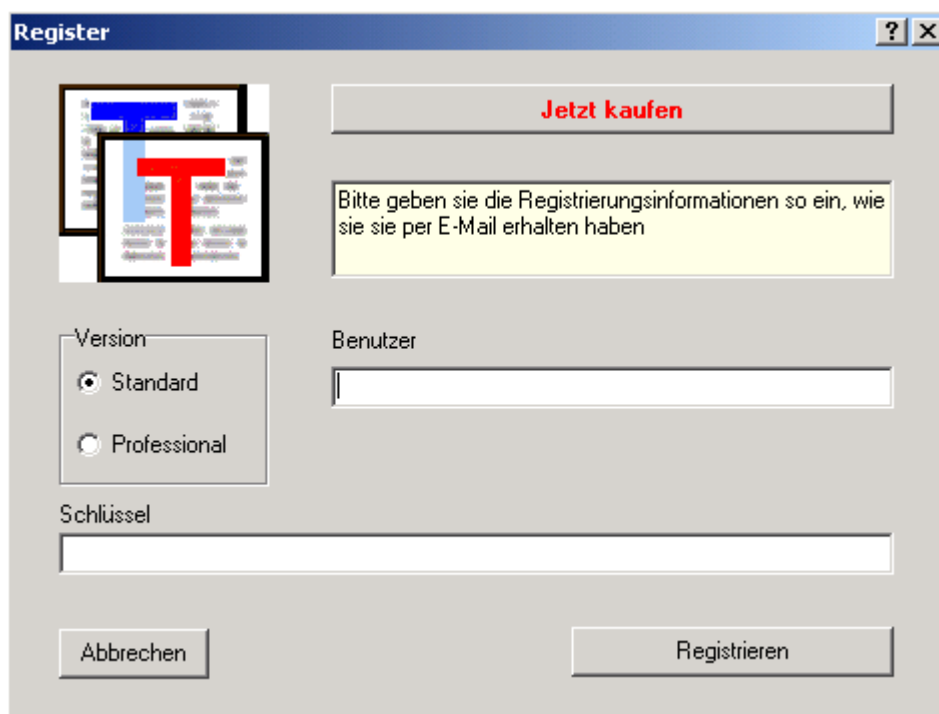 Register
Jetzt kaufen
Bitte geben sie die Registrierungsinformationen so ein, wie
sie sie per E-Mail erhalten haben
Version
Standard
Professional
Benutzer
Schlüssel
Abbrechen
Registrieren